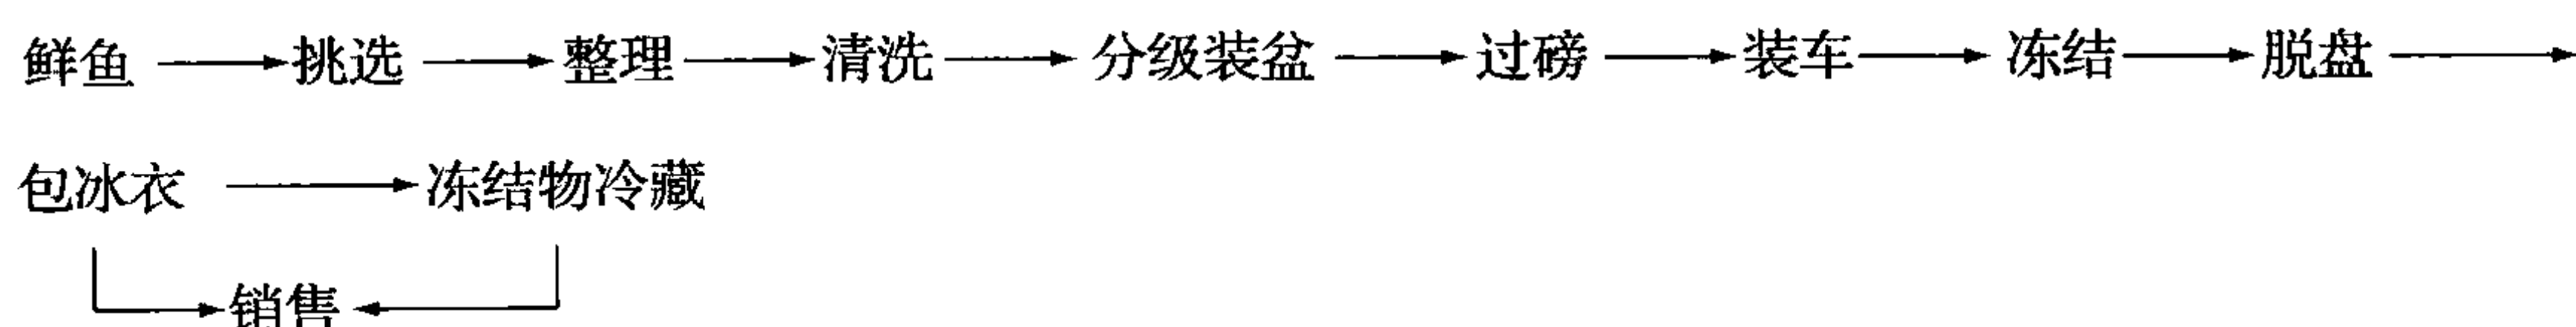 鲜鱼 → 挑选 → 整理 → 清洗 → 分级装盆 → 过磅 → 装车 → 冻结 → 脱盘 →
包冰衣 → 冻结物冷藏
销售